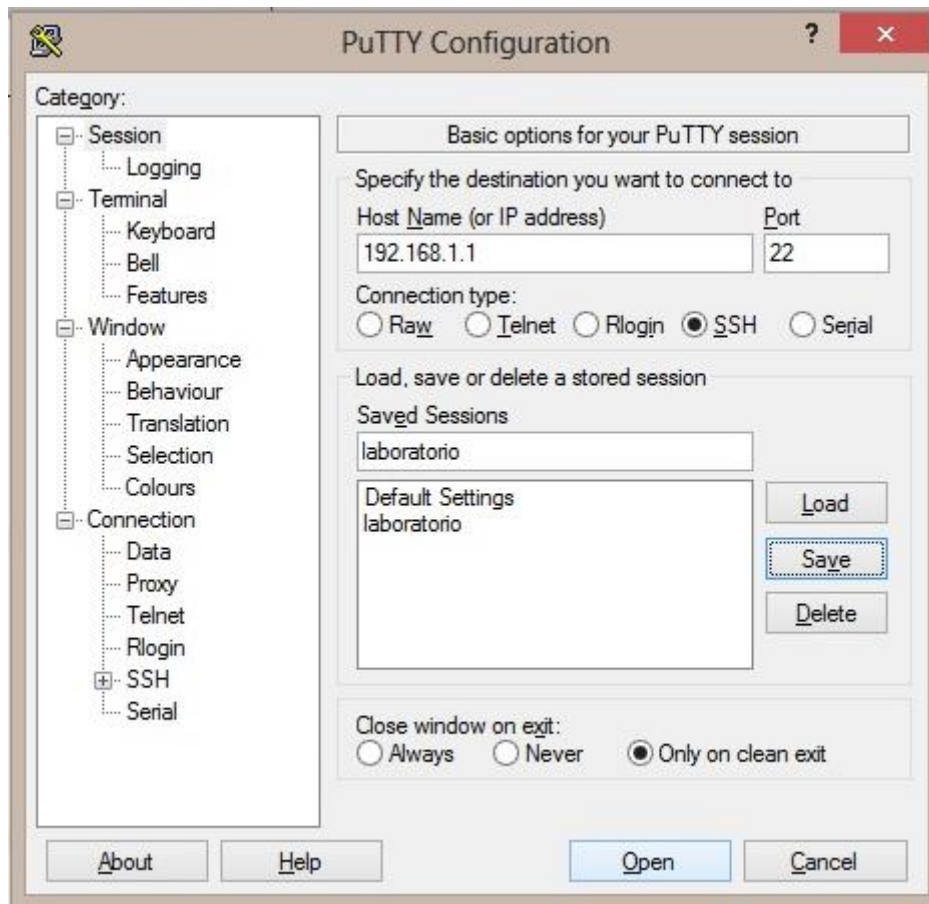 PuTTY Configuration
?
×
Category:
Session
Logging
Terminal
Keyboard
Bell
Features
Window
Appearance
Behaviour
Translation
Selection
Colours
Connection
Data
Proxy
Telnet
Rlogin
SSH
Serial
Basic options for your PuTTY session
Specify the destination you want to connect to
Host Name (or IP address) Port
192.168.1.1 22
Connection type:
Raw Telnet Rlogin SSH Serial
Load, save or delete a stored session
Saved Sessions
laboratorio
Default Settings
laboratorio
Load
Save
Delete
Close window on exit:
Always Never Only on clean exit
About Help Open Cancel